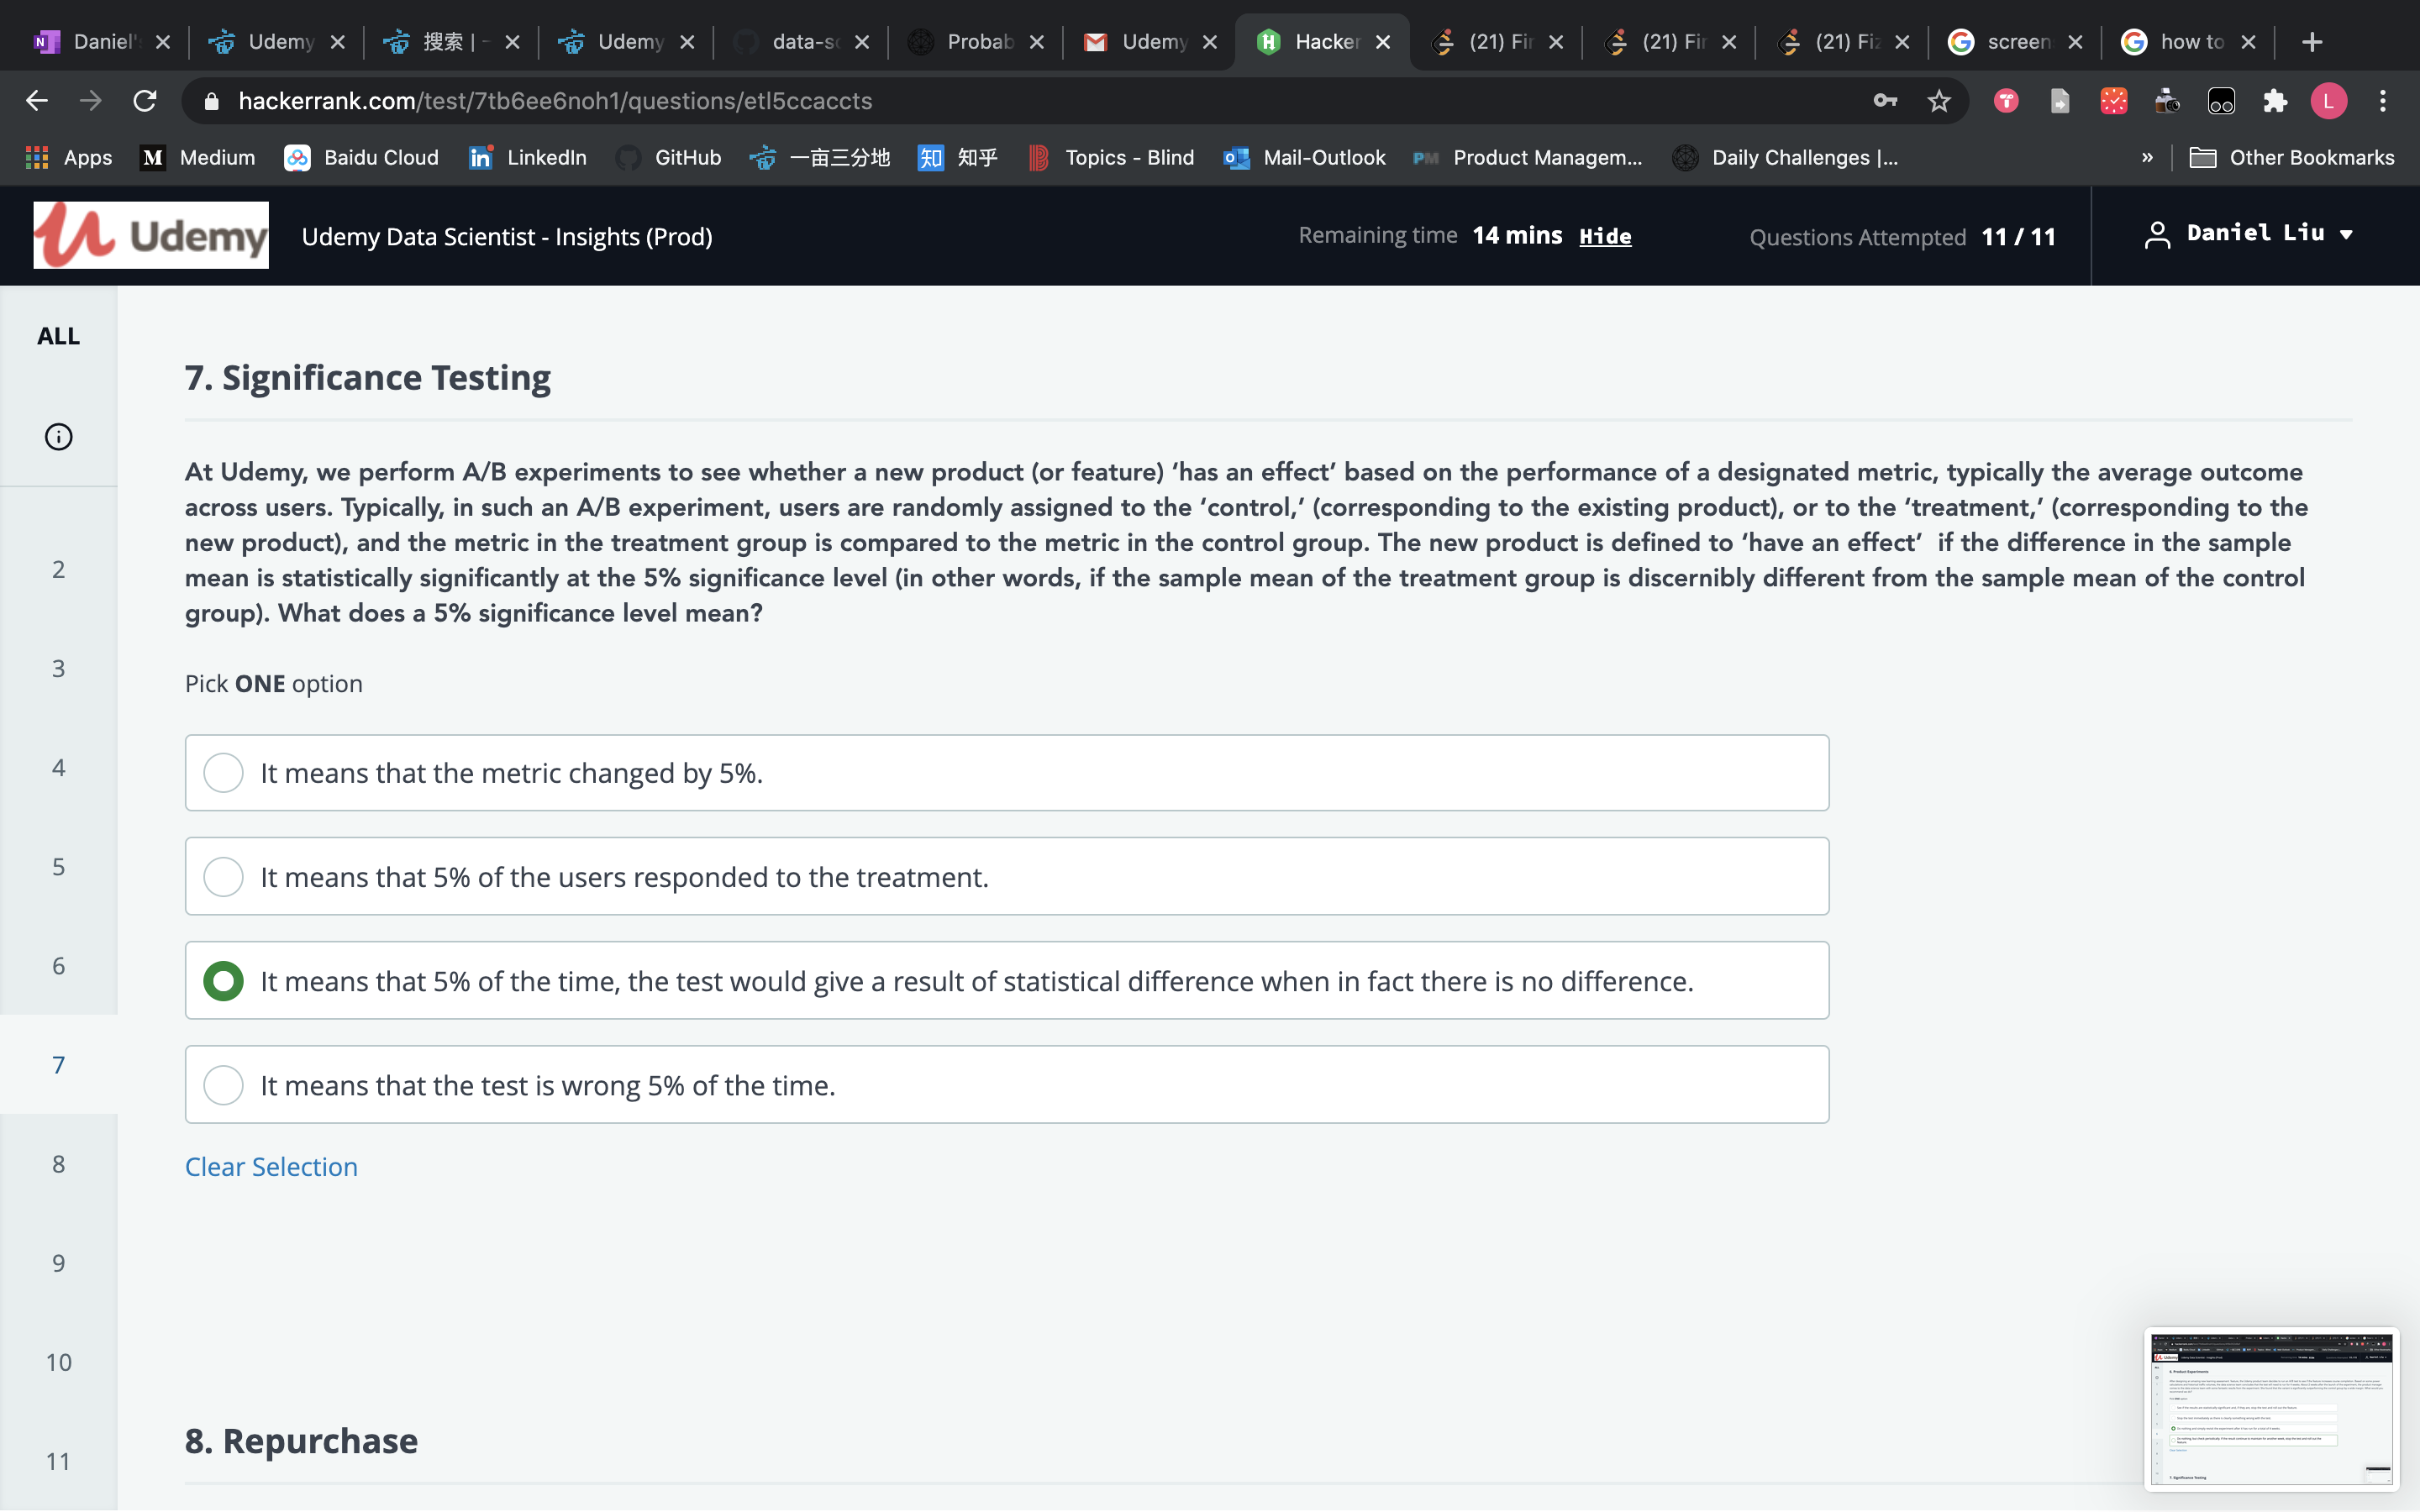 Daniel's
Udemy
搜索 | -
Udemy
data-sc
Probab
Udemy
Hacker
(21) Fir
(21) Fir
(21) Fiz
screen
how to
hackerrank.com/test/7tb6ee6noh1/questions/etl5ccaccts
L
Apps
Medium
Baidu Cloud
LinkedIn
GitHub
一亩三分地
知 知乎
Topics - Blind
Mail-Outlook
PM Product Managem...
Daily Challenges |...
»
Other Bookmarks
Udemy
Udemy Data Scientist - Insights (Prod)
Remaining time 14 mins Hide
Questions Attempted 11 / 11
Daniel Liu
ALL
2
3
4
5
6
7
8
9
10
11
7. Significance Testing
At Udemy, we perform A/B experiments to see whether a new product (or feature) ‘has an effect’ based on the performance of a designated metric, typically the average outcome
across users. Typically, in such an A/B experiment, users are randomly assigned to the ‘control,’ (corresponding to the existing product), or to the ‘treatment,’ (corresponding to the
new product), and the metric in the treatment group is compared to the metric in the control group. The new product is defined to ‘have an effect’ if the difference in the sample
mean is statistically significantly at the 5% significance level (in other words, if the sample mean of the treatment group is discernibly different from the sample mean of the control
group). What does a 5% significance level mean?
Pick ONE option
It means that the metric changed by 5%.
It means that 5% of the users responded to the treatment.
It means that 5% of the time, the test would give a result of statistical difference when in fact there is no difference.
It means that the test is wrong 5% of the time.
Clear Selection
8. Repurchase